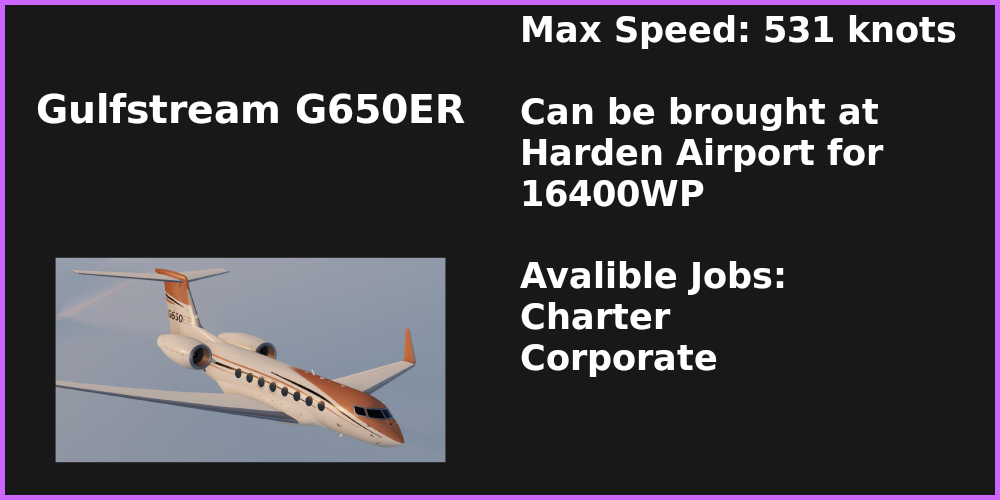 Gulfstream G650ER
Max Speed: 531 knots
Can be brought at
Harden Airport for
16400WP
Avalible Jobs:
Charter
Corporate